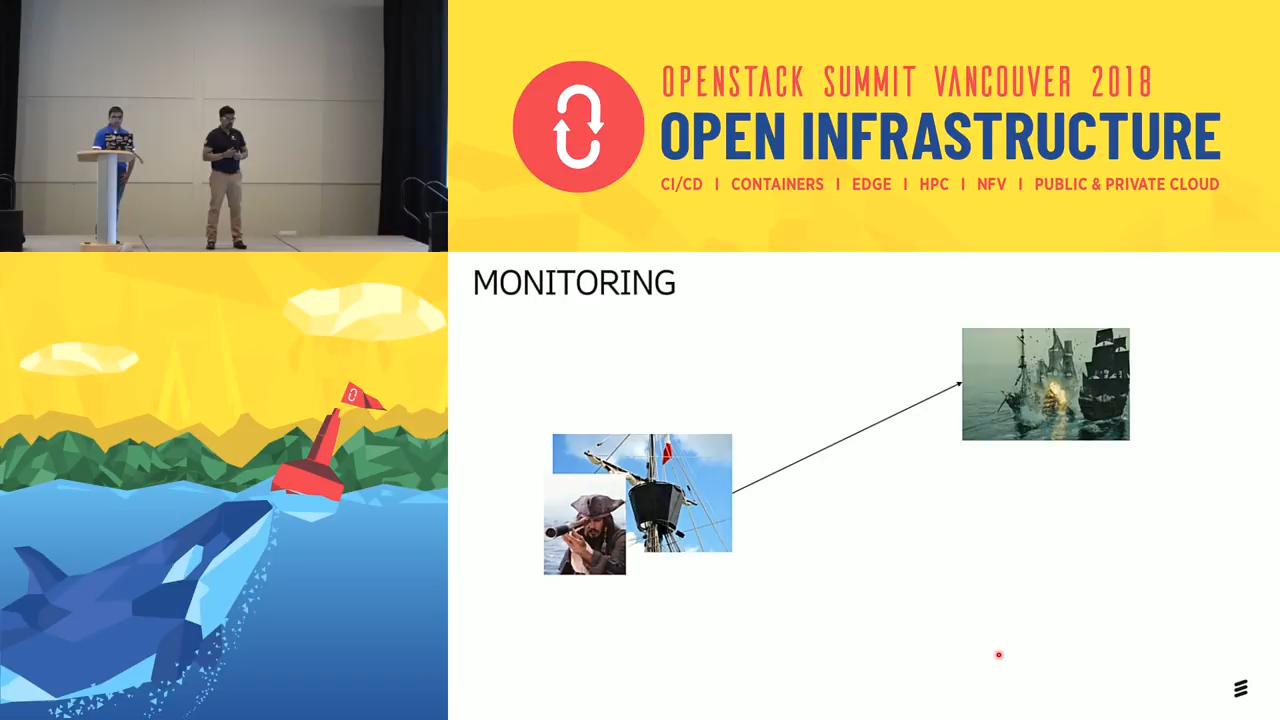 OPENSTACK SUMMIT VANCOUVER 2018
OPEN INFRASTRUCTURE
CI/CD | CONTAINERS | EDGE | HPC | NFV | PUBLIC & PRIVATE CLOUD
MONITORING